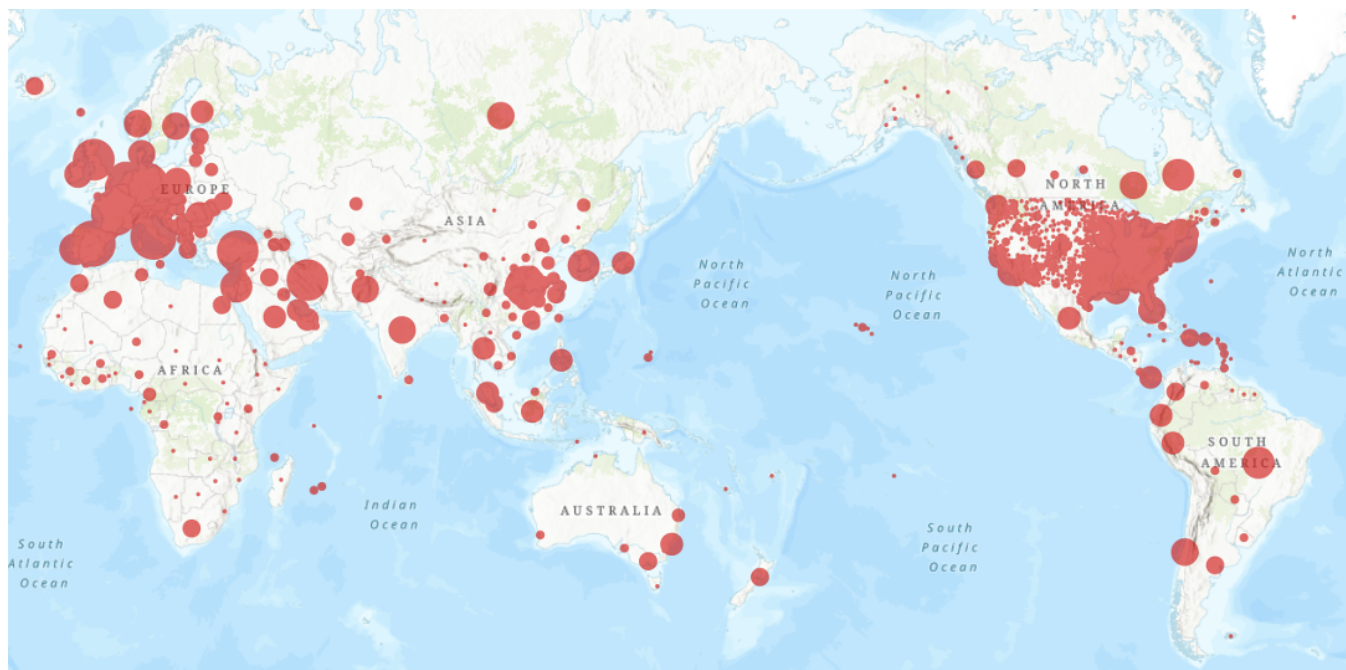 EUROPE
ASIA
NORTH
AMERICA
North
Pacific
Ocean
North
Pacific
Ocean
North
Atlantic
Ocean
AFRICA
SOUTH
AMERICA
Indian
Ocean
AUSTRALIA
South
Atlantic
Ocean
South
Pacific
Ocean